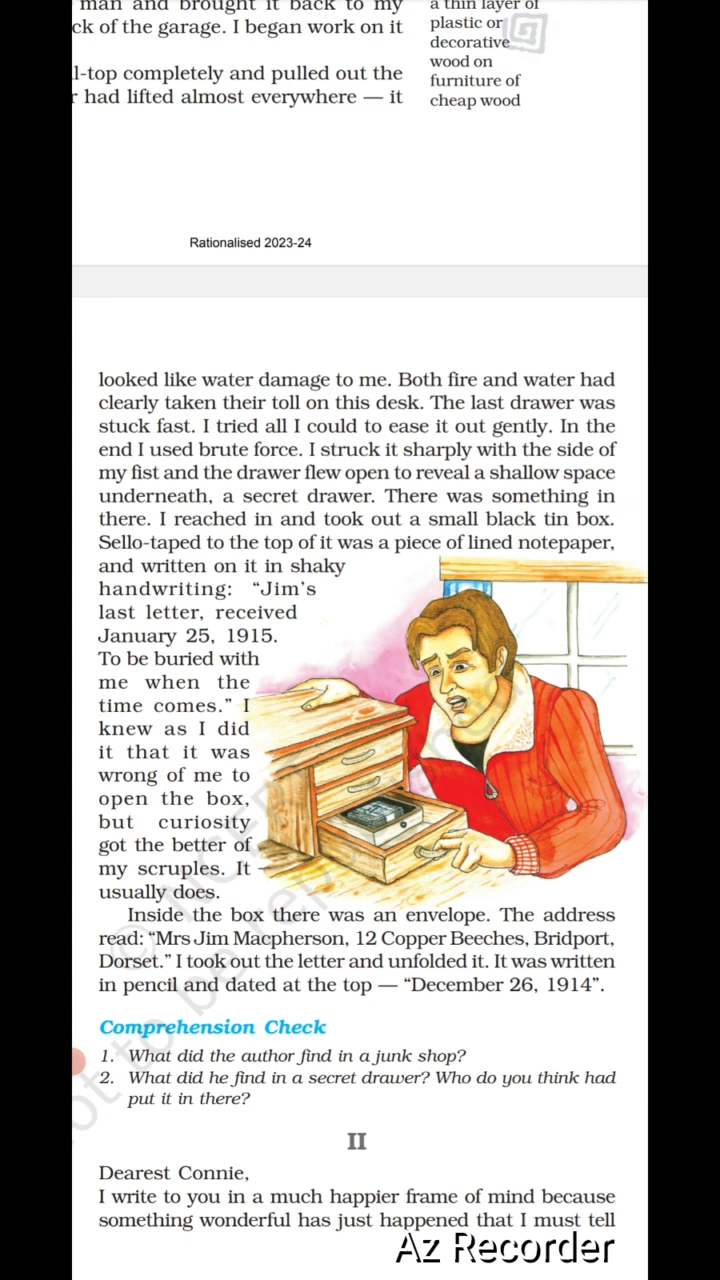 man and brought it back to my
ck of the garage. I began work on it
l-top completely and pulled out the
r had lifted almost everywhere — it
a thin layer of
plastic or
decorative
wood on
furniture of
cheap wood
Rationalised 2023-24
looked like water damage to me. Both fire and water had
clearly taken their toll on this desk. The last drawer was
stuck fast. I tried all I could to ease it out gently. In the
end I used brute force. I struck it sharply with the side of
my fist and the drawer flew open to reveal a shallow space
underneath, a secret drawer. There was something in
there. I reached in and took out a small black tin box.
Sello-taped to the top of it was a piece of lined notepaper,
and written on it in shaky
handwriting: “Jim’s
last letter, received
January 25, 1915.
To be buried with
me when the
time comes.” I
knew as I did
it that it was
wrong of me to
open the box,
but curiosity
got the better of
my scruples. It
usually does.
Inside the box there was an envelope. The address
read: “Mrs Jim Macpherson, 12 Copper Beeches, Bridport,
Dorset.” I took out the letter and unfolded it. It was written
in pencil and dated at the top — “December 26, 1914”.
Comprehension Check
1. What did the author find in a junk shop?
2. What did he find in a secret drawer? Who do you think had
put it in there?
II
Dearest Connie,
I write to you in a much happier frame of mind because
something wonderful has just happened that I must tell
Az Recorder